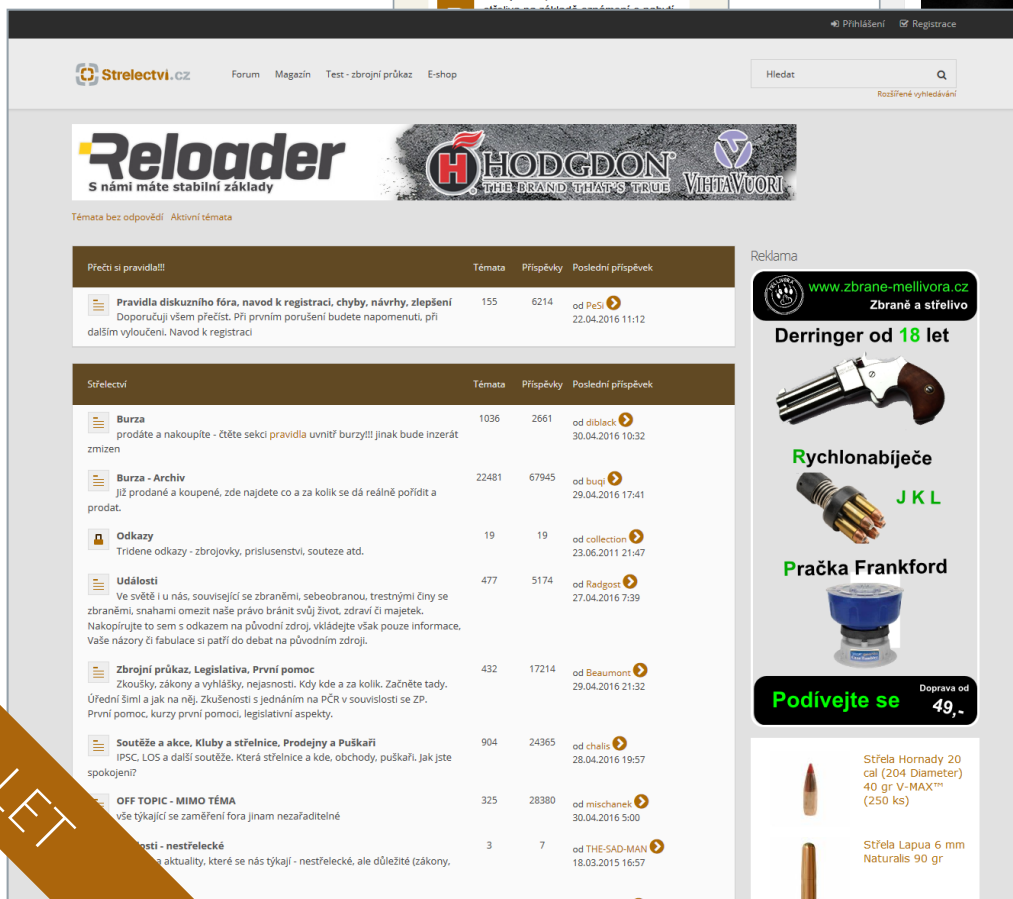 Přihlášení Registrace
Strelectvi.cz
Forum Magazín Test - zbrojní průkaz E-shop
Hledat
Rozšířené vyhledávání
Reloader
S námi máte stabilní základy
HODGDON
THE BRAND THAT'S TRUE
VIHTAVUORI
Témata bez odpovědí Aktivní témata
Přečti si pravidla!!! Témata Příspěvky Poslední příspěvek
Pravidla diskuzního fóra, navod k registraci, chyby, návrhy, zlepšení 155 6214 od PeSi
Doporučuji všem přečíst. Při prvním porušení budete napomenuti, při 22.04.2016 11:12
dalším vyloučeni. Navod k registraci
Střelectví Témata Příspěvky Poslední příspěvek
Burza 1036 2661 od diblack
prodáte a nakoupíte - čtěte sekci pravidla uvnitř burzy!!! jinak bude inzerát 30.04.2016 10:32
zmizen
Burza - Archiv 22481 67945 od buqi
Již prodané a koupené, zde najdete co a za kolik se dá reálně pořídit a 29.04.2016 17:41
prodat.
Odkazy 19 19 od collection
Tridene odkazy - zbrojovky, prislusenství, souteze atd. 23.06.2011 21:47
Události 477 5174 od Radgost
Ve světě i u nás, související se zbraněmi, sebeobranou, trestnými činy se 27.04.2016 7:39
zbraněmi, snahami omezit naše právo bránit svůj život, zdraví či majetek.
Nakopírujte to sem s odkazem na původní zdroj, vkládejte však pouze informace,
Vaše názory či fabulace si patří do debat na původním zdroji.
Zbrojní průkaz, Legislativa, První pomoc 432 17214 od Beaumont
Zkoušky, zákony a vyhlášky, nejasnosti. Kdy kde a za kolik. Začněte tady. 29.04.2016 21:32
Úřední šiml a jak na něj. Zkušenosti s jednáním na PČR v souvislosti se ZP.
První pomoc, kurzy první pomoci, legislativní aspekty.
Soutěže a akce, Kluby a střelnice, Prodejny a Puškaři 904 24365 od chalis
IPSC, LOS a další soutěže. Která střelnice a kde, obchody, puškaři. Jak jste 28.04.2016 19:57
spokojeni?
OFF TOPIC - MIMO TÉMA 325 28380 od mischanek
vše týkající se zaměření fora jinam nezařaditelné 30.04.2016 5:00
osti - nestřelecké 3 7 od THE-SAD-MAN
a aktuality, které se nás týkají - nestřelecké, ale důležité (zákony, 18.03.2015 16:57
LET
Reklama
MELLIVORA
www.zbrane-mellivora.cz
Zbraně a střelivo
Derringer od 18 let
Rychlonabíječe
J K L
Pračka Frankford
Podívejte se Doprava od
49,-
Střela Hornady 20
cal (204 Diameter)
40 gr V-MAX™
(250 ks)
Střela Lapua 6 mm
Naturalis 90 gr